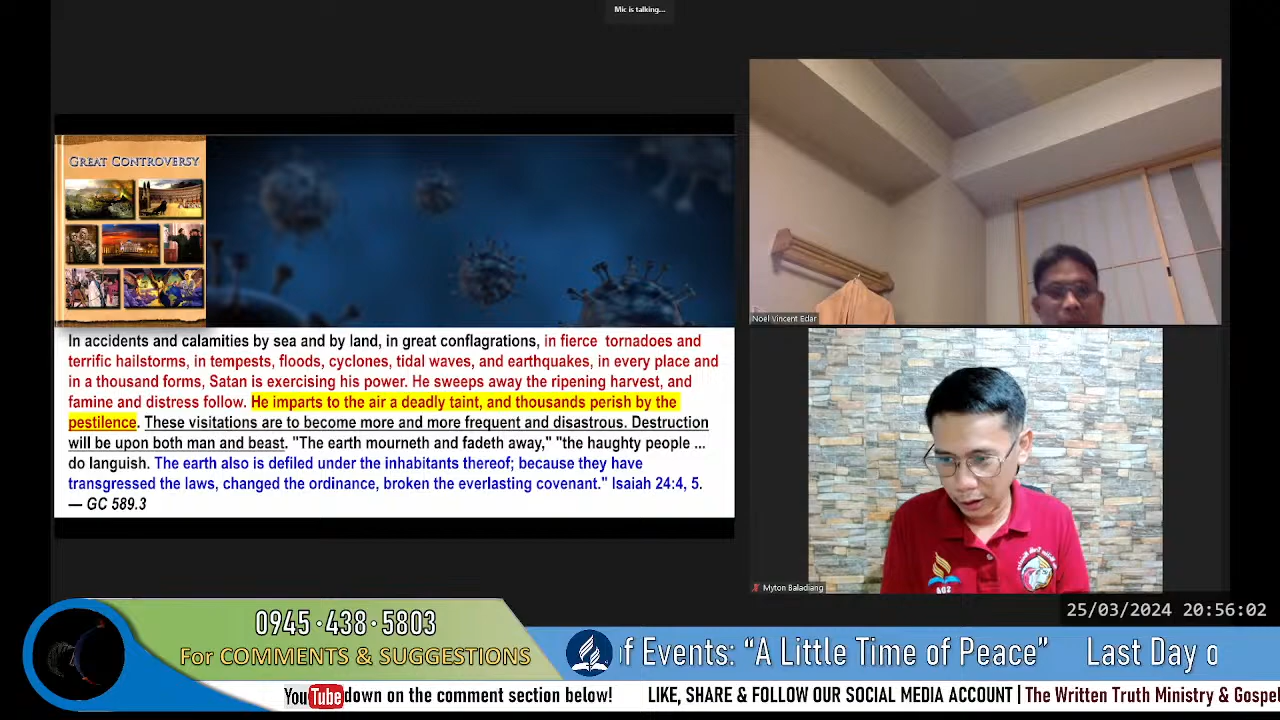 Mic is talking...
GREAT CONTROVERSY
In accidents and calamities by sea and by land, in great conflagrations, in fierce tornadoes and
terrific hailstorms, in tempests, floods, cyclones, tidal waves, and earthquakes, in every place and
in a thousand forms, Satan is exercising his power. He sweeps away the ripening harvest, and
famine and distress follow. He imparts to the air a deadly taint, and thousands perish by the
pestilence. These visitations are to become more and more frequent and disastrous. Destruction
will be upon both man and beast. "The earth mourneth and fadeth away," "the haughty people ...
do languish. The earth also is defiled under the inhabitants thereof; because they have
transgressed the laws, changed the ordinance, broken the everlasting covenant." Isaiah 24:4, 5.
— GC 589.3
Noel Vincent Edar
Myton Baladiang
25/03/2024 20:56:02
0945·438·5803
For COMMENTS & SUGGESTIONS
of Events: “A Little Time of Peace” Last Day o
YouTube down on the comment section below! LIKE, SHARE & FOLLOW OUR SOCIAL MEDIA ACCOUNT | The Written Truth Ministry & Gospel